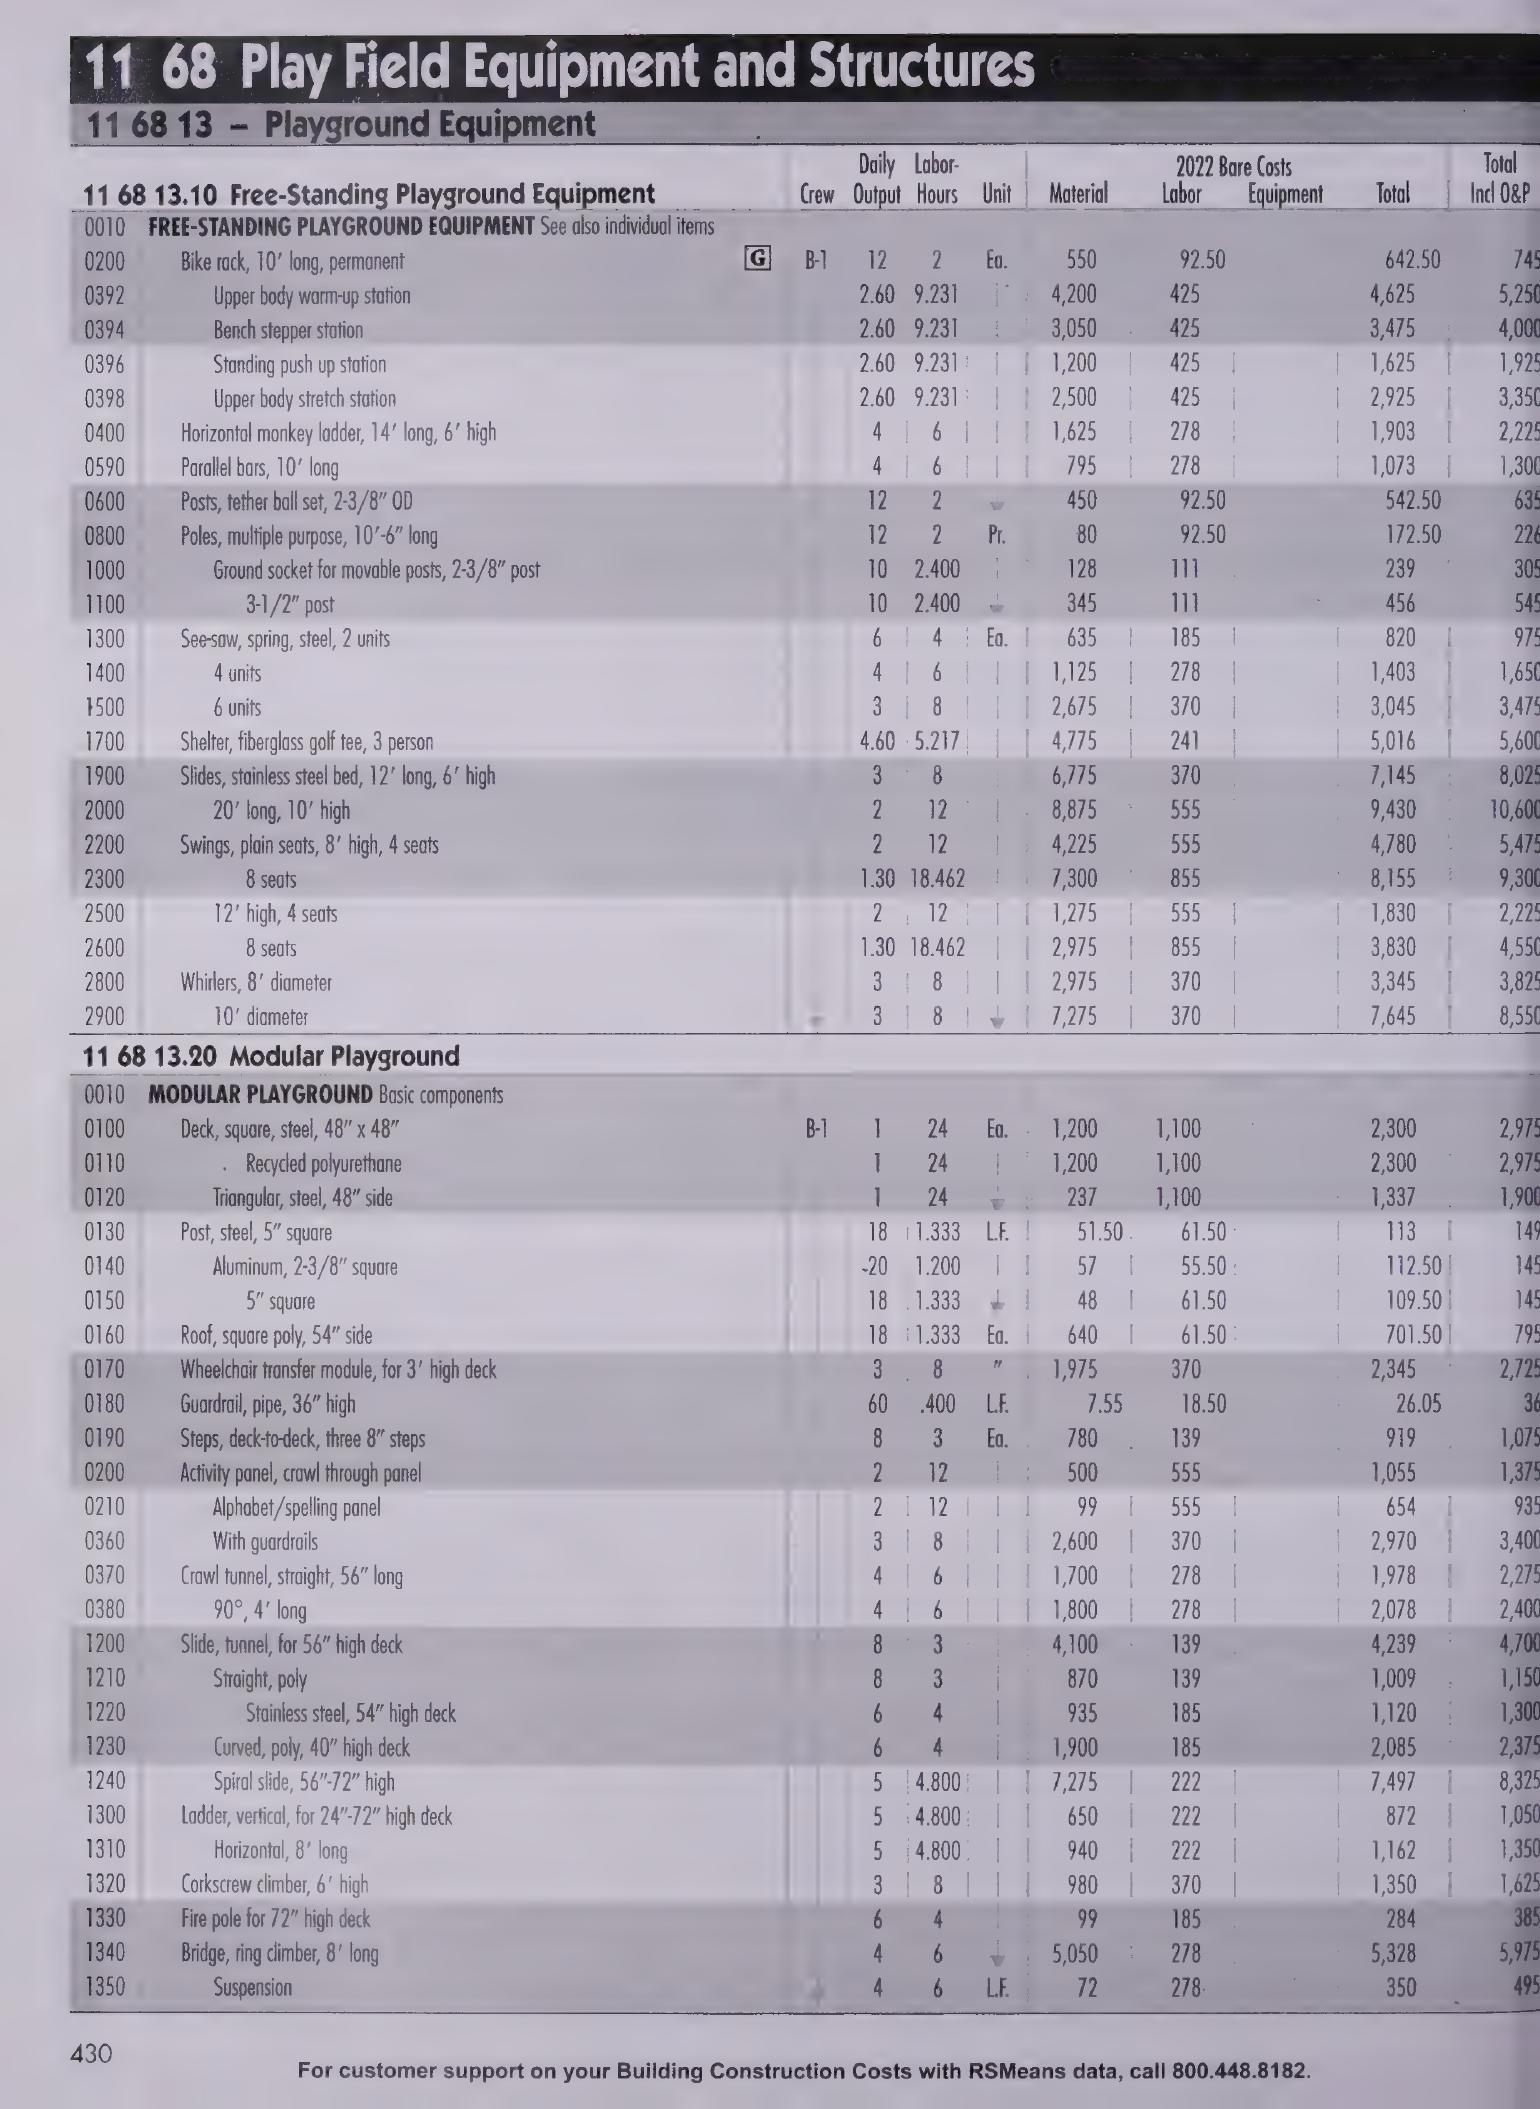 11 68 Play Field Equipment and Structures
11 68 13 – Playground Equipment
Daily Labor- 2022 Bare Costs Total
11 68 13.10 Free-Standing Playground Equipment Crew Output Hours Unit Material Labor Equipment Total Incl O&P
0010 FREE-STANDING PLAYGROUND EQUIPMENT See also individual items
0200 Bike rack, 10' long, permanent G B-1 12 2 Ea. 550 92.50 642.50 745
0392 Upper body warm-up station 2.60 9.231 4,200 425 4,625 5,250
0394 Bench stepper station 2.60 9.231 3,050 425 3,475 4,000
0396 Standing push up station 2.60 9.231 1,200 425 1,625 1,925
0398 Upper body stretch station 2.60 9.231 2,500 425 2,925 3,350
0400 Horizontal monkey ladder, 14' long, 6' high 4 6 1,625 278 1,903 2,225
0590 Parallel bars, 10' long 4 6 795 278 1,073 1,300
0600 Posts, tether ball set, 2-3/8" OD 12 2 450 92.50 542.50 635
0800 Poles, multiple purpose, 10'-6" long 12 2 Pr. 80 92.50 172.50 226
1000 Ground socket for movable posts, 2-3/8" post 10 2.400 128 111 239 305
1100 3-1/2" post 10 2.400 345 111 456 545
1300 See-saw, spring, steel, 2 units 6 4 Ea. 635 185 820 975
1400 4 units 4 6 1,125 278 1,403 1,650
1500 6 units 3 8 2,675 370 3,045 3,475
1700 Shelter, fiberglass golf tee, 3 person 4.60 5.217 4,775 241 5,016 5,600
1900 Slides, stainless steel bed, 12' long, 6' high 3 8 6,775 370 7,145 8,025
2000 20' long, 10' high 2 12 8,875 555 9,430 10,600
2200 Swings, plain seats, 8' high, 4 seats 2 12 4,225 555 4,780 5,475
2300 8 seats 1.30 18.462 7,300 855 8,155 9,300
2500 12' high, 4 seats 2 12 1,275 555 1,830 2,225
2600 8 seats 1.30 18.462 2,975 855 3,830 4,550
2800 Whirlers, 8' diameter 3 8 2,975 370 3,345 3,825
2900 10' diameter 3 8 7,275 370 7,645 8,550
11 68 13.20 Modular Playground
0010 MODULAR PLAYGROUND Basic components
0100 Deck, square, steel, 48" x 48" B-1 1 24 Ea. 1,200 1,100 2,300 2,975
0110 Recycled polyurethane 1 24 1,200 1,100 2,300 2,975
0120 Triangular, steel, 48" side 1 24 237 1,100 1,337 1,900
0130 Post, steel, 5" square 18 1.333 L.F. 51.50 61.50 113 149
0140 Aluminum, 2-3/8" square 20 1.200 57 55.50 112.50 145
0150 5" square 18 1.333 48 61.50 109.50 145
0160 Roof, square poly, 54" side 18 1.333 Ea. 640 61.50 701.50 795
0170 Wheelchair transfer module, for 3' high deck 3 8 " 1,975 370 2,345 2,725
0180 Guardrail, pipe, 36" high 60 .400 L.F. 7.55 18.50 26.05 36
0190 Steps, deck-to-deck, three 8" steps 8 3 Ea. 780 139 919 1,075
0200 Activity panel, crawl through panel 2 12 500 555 1,055 1,375
0210 Alphabet/spelling panel 2 12 99 555 654 935
0360 With guardrails 3 8 2,600 370 2,970 3,400
0370 Crawl tunnel, straight, 56" long 4 6 1,700 278 1,978 2,275
0380 90°, 4' long 4 6 1,800 278 2,078 2,400
1200 Slide, tunnel, for 56" high deck 8 3 4,100 139 4,239 4,700
1210 Straight, poly 8 3 870 139 1,009 1,150
1220 Stainless steel, 54" high deck 6 4 935 185 1,120 1,300
1230 Curved, poly, 40" high deck 6 4 1,900 185 2,085 2,375
1240 Spiral slide, 56"-72" high 5 4.800 7,275 222 7,497 8,325
1300 Ladder, vertical, for 24"-72" high deck 5 4.800 650 222 872 1,050
1310 Horizontal, 8' long 5 4.800 940 222 1,162 1,350
1320 Corkscrew climber, 6' high 3 8 980 370 1,350 1,625
1330 Fire pole for 72" high deck 6 4 99 185 284 385
1340 Bridge, ring climber, 8' long 4 6 5,050 278 5,328 5,975
1350 Suspension 4 6 L.F. 72 278 350 495
430
For customer support on your Building Construction Costs with RSMeans data, call 800.448.8182.